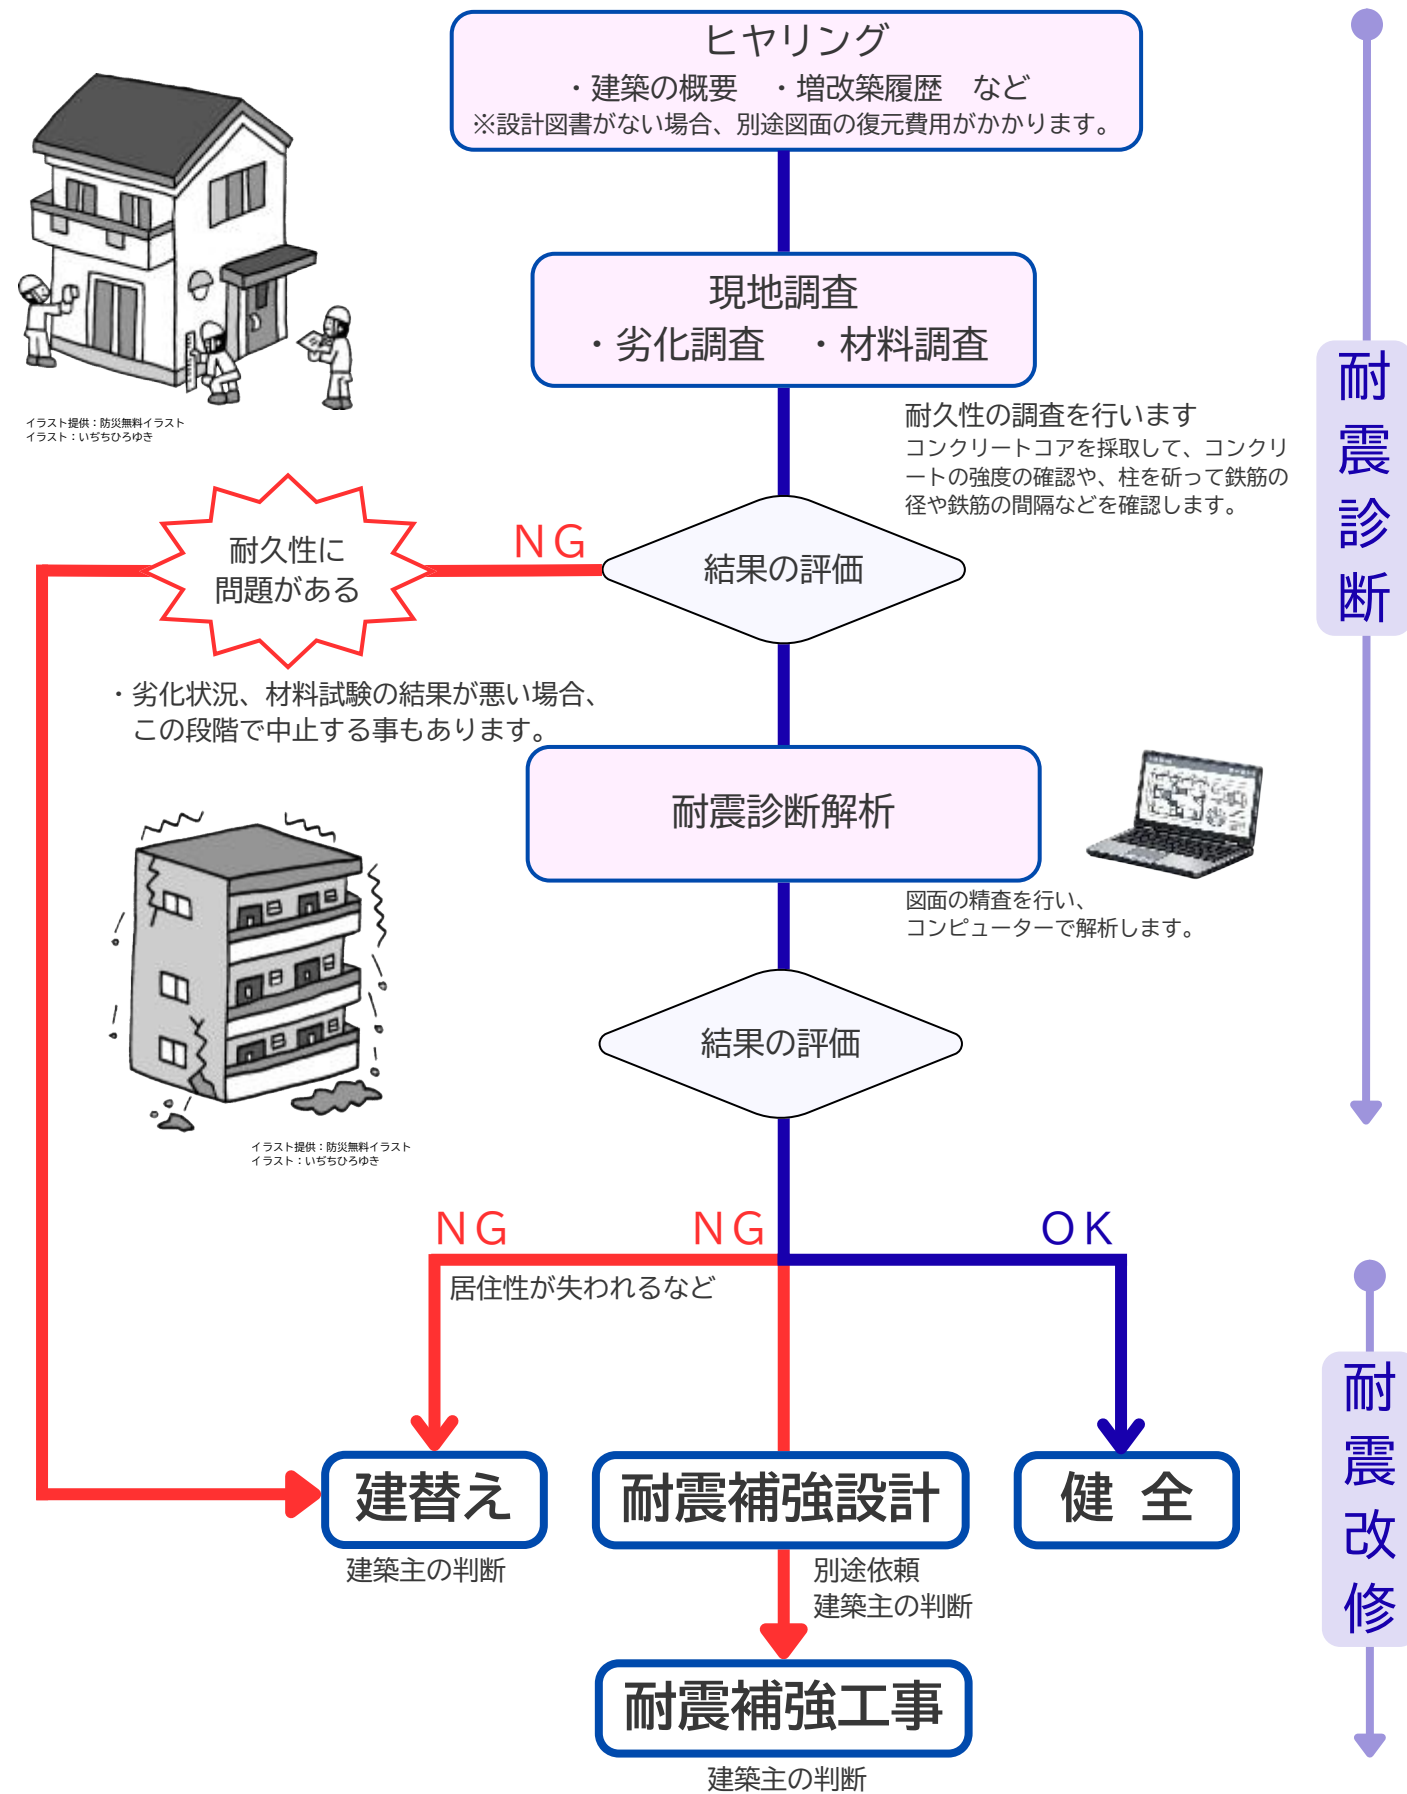 ヒヤリング
・建築の概要　・増改築履歴　など
※設計図書がない場合、別途図面の復元費用がかかります。
現地調査
・劣化調査　・材料調査
イラスト提供：防災無料イラスト
イラスト：いぢちひろゆき
耐久性の調査を行います
コンクリートコアを採取して、コンクリ
ートの強度の確認や、柱を斫って鉄筋の
径や鉄筋の間隔などを確認します。
耐震診断
結果の評価
ＮＧ
耐久性に
問題がある
・劣化状況、材料試験の結果が悪い場合、
この段階で中止する事もあります。
耐震診断解析
図面の精査を行い、
コンピューターで解析します。
結果の評価
イラスト提供：防災無料イラスト
イラスト：いぢちひろゆき
ＮＧ
ＮＧ
ＯＫ
居住性が失われるなど
耐震改修
建替え
耐震補強設計
健 全
建築主の判断
別途依頼
建築主の判断
耐震補強工事
建築主の判断